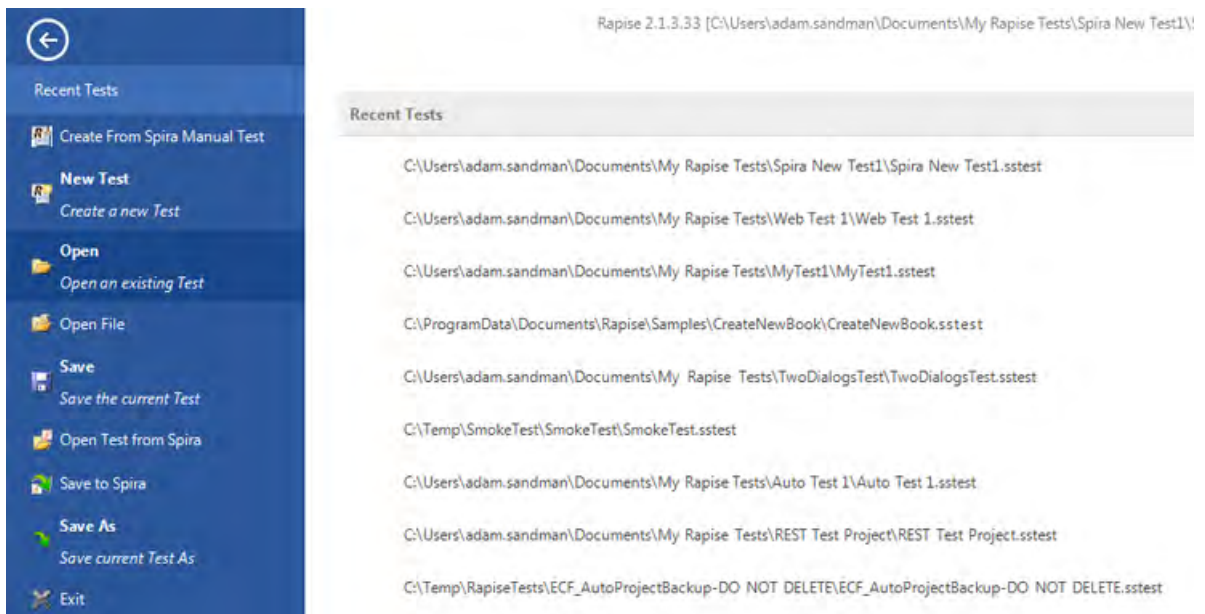 Rapise 2.1.3.33 [C:\Users\adam.sandman\Documents\My Rapise Tests\Spira New Test1\
Recent Tests
Create From Spira Manual Test
New Test
Create a new Test
Open
Open an existing Test
Open File
Save
Save the current Test
Open Test from Spira
Save to Spira
Save As
Save current Test As
Exit
Recent Tests
C:\Users\adam.sandman\Documents\My Rapise Tests\Spira New Test1\Spira New Test1.sstest
C:\Users\adam.sandman\Documents\My Rapise Tests\Web Test 1\Web Test 1.sstest
C:\Users\adam.sandman\Documents\My Rapise Tests\MyTest1\MyTest1.sstest
C:\ProgramData\Documents\Rapise\Samples\CreateNewBook\CreateNewBook.sstest
C:\Users\adam.sandman\Documents\My Rapise Tests\TwoDialogsTest\TwoDialogsTest.sstest
C:\Temp\SmokeTest\SmokeTest\SmokeTest.sstest
C:\Users\adam.sandman\Documents\My Rapise Tests\Auto Test 1\Auto Test 1.sstest
C:\Users\adam.sandman\Documents\My Rapise Tests\REST Test Project\REST Test Project.sstest
C:\Temp\RapiseTests\ECF_AutoProjectBackup-DO NOT DELETE\ECF_AutoProjectBackup-DO NOT DELETE.sstest